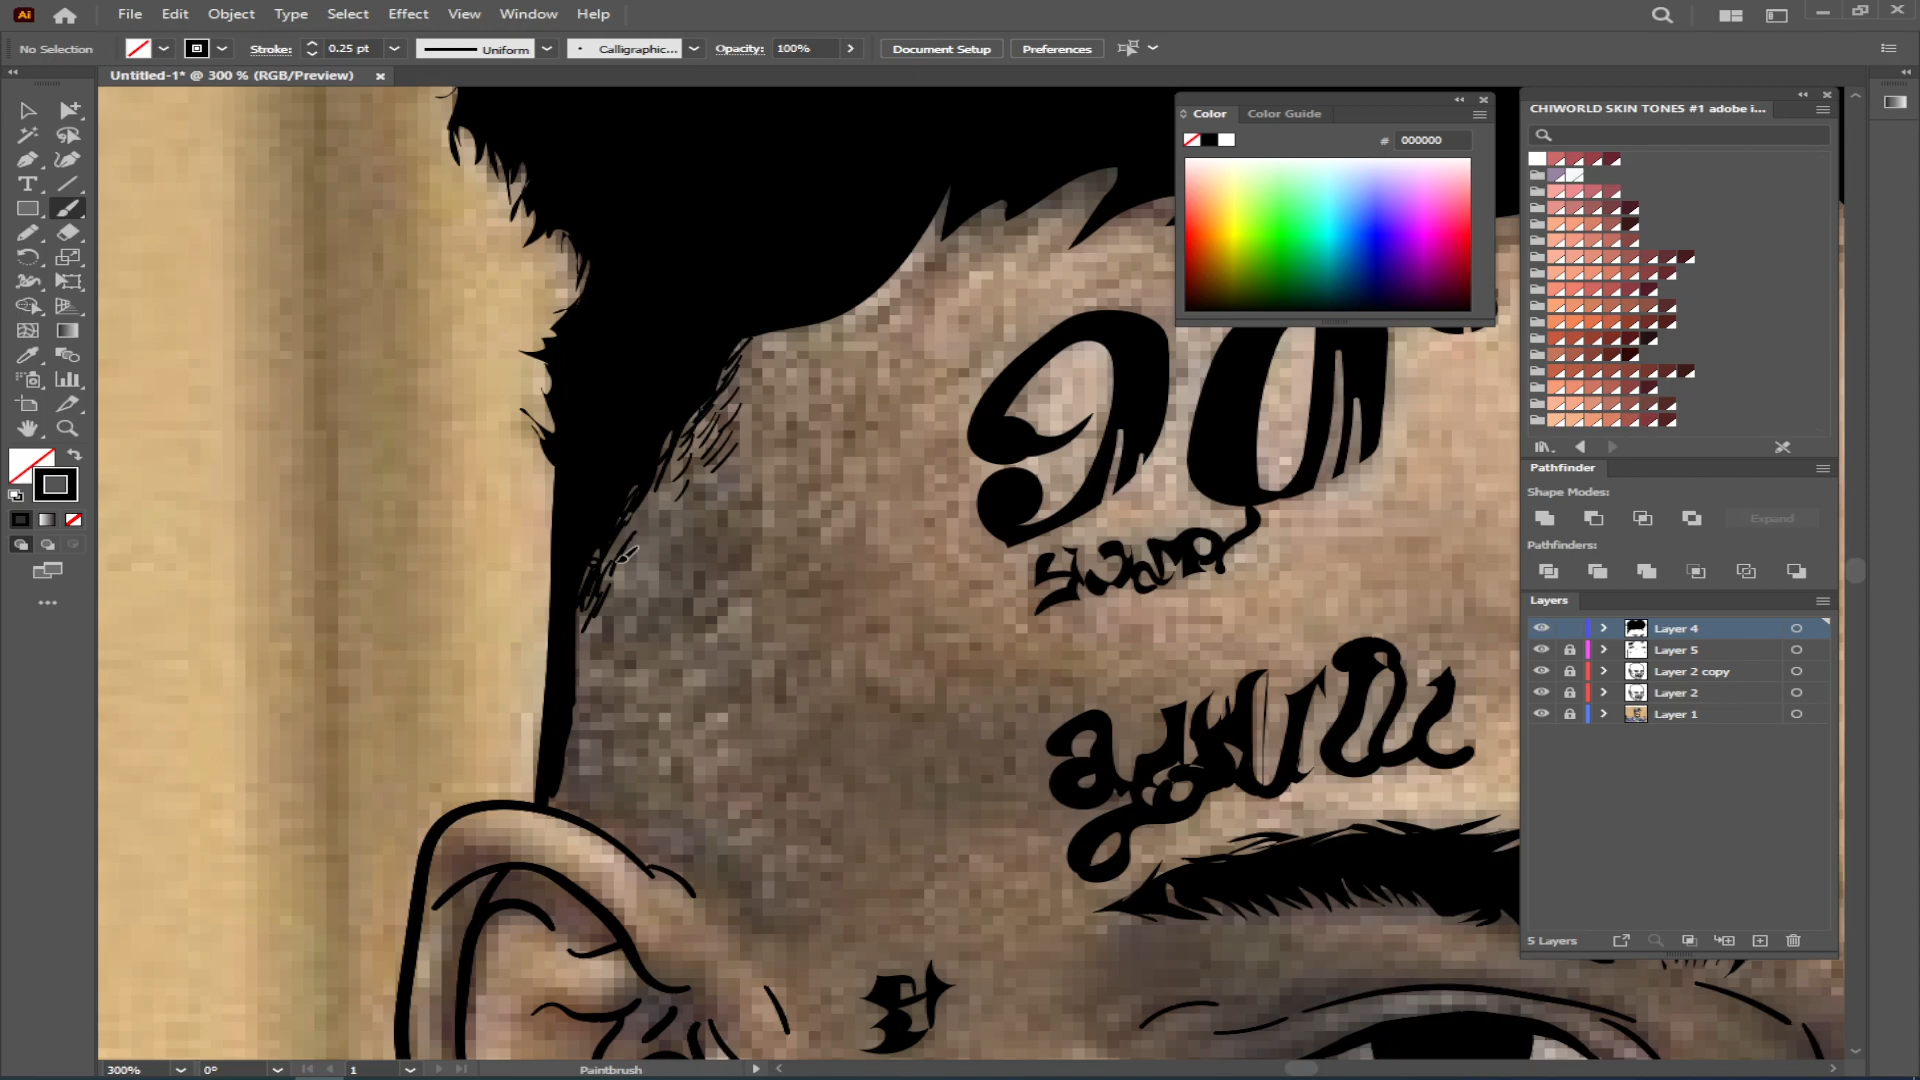 File Edit Object Type Select Effect View Window Help
No Selection Stroke: 0.25 pt Uniform Calligraphic... Opacity: 100% Document Setup Preferences
Untitled-1* @ 300 % (RGB/Preview)
Color Color Guide
# 000000
CHIWORLD SKIN TONES #1 adobe i...
Pathfinder
Shape Modes:
Expand
Pathfinders:
Layers
Layer 4
Layer 5
Layer 2 copy
Layer 2
Layer 1
5 Layers
300% 0° 1 Paintbrush